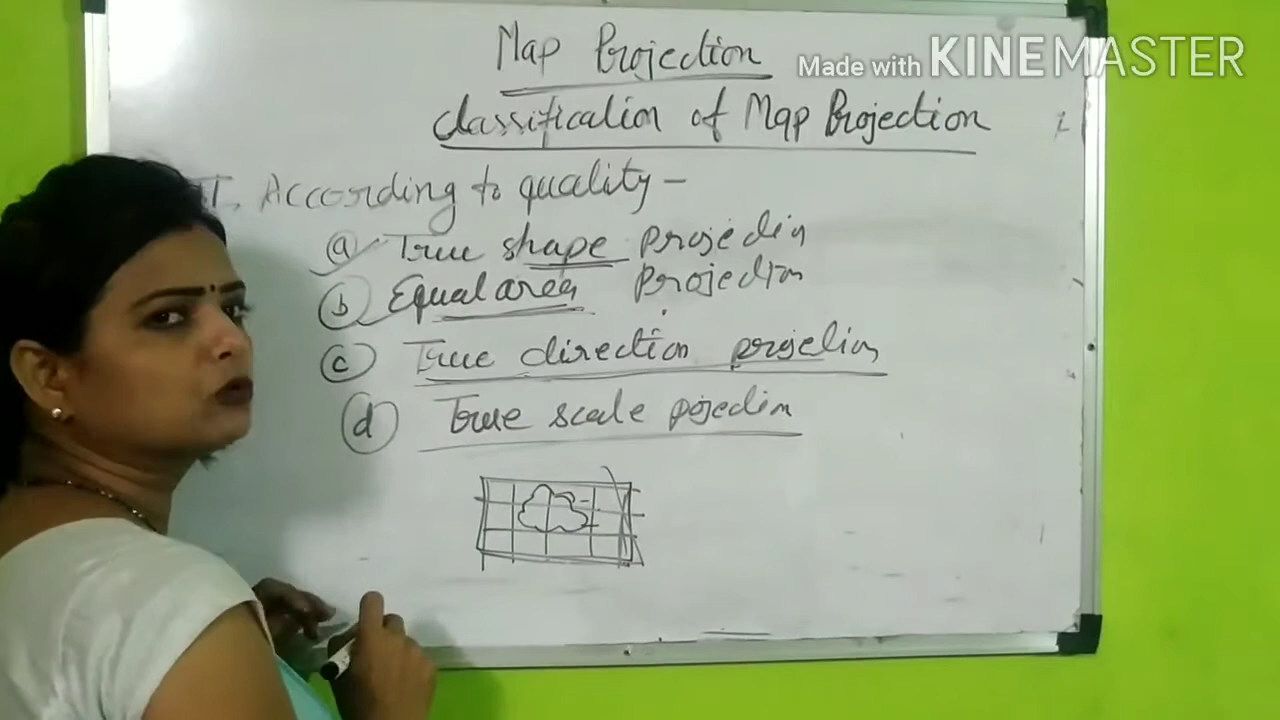 Map Projection
Made with KINEMASTER
Classification of Map Projection
I. According to quality -
(a) True shape Projection
(b) Equal area Projection
(c) True direction projection
(d) True scale pojection